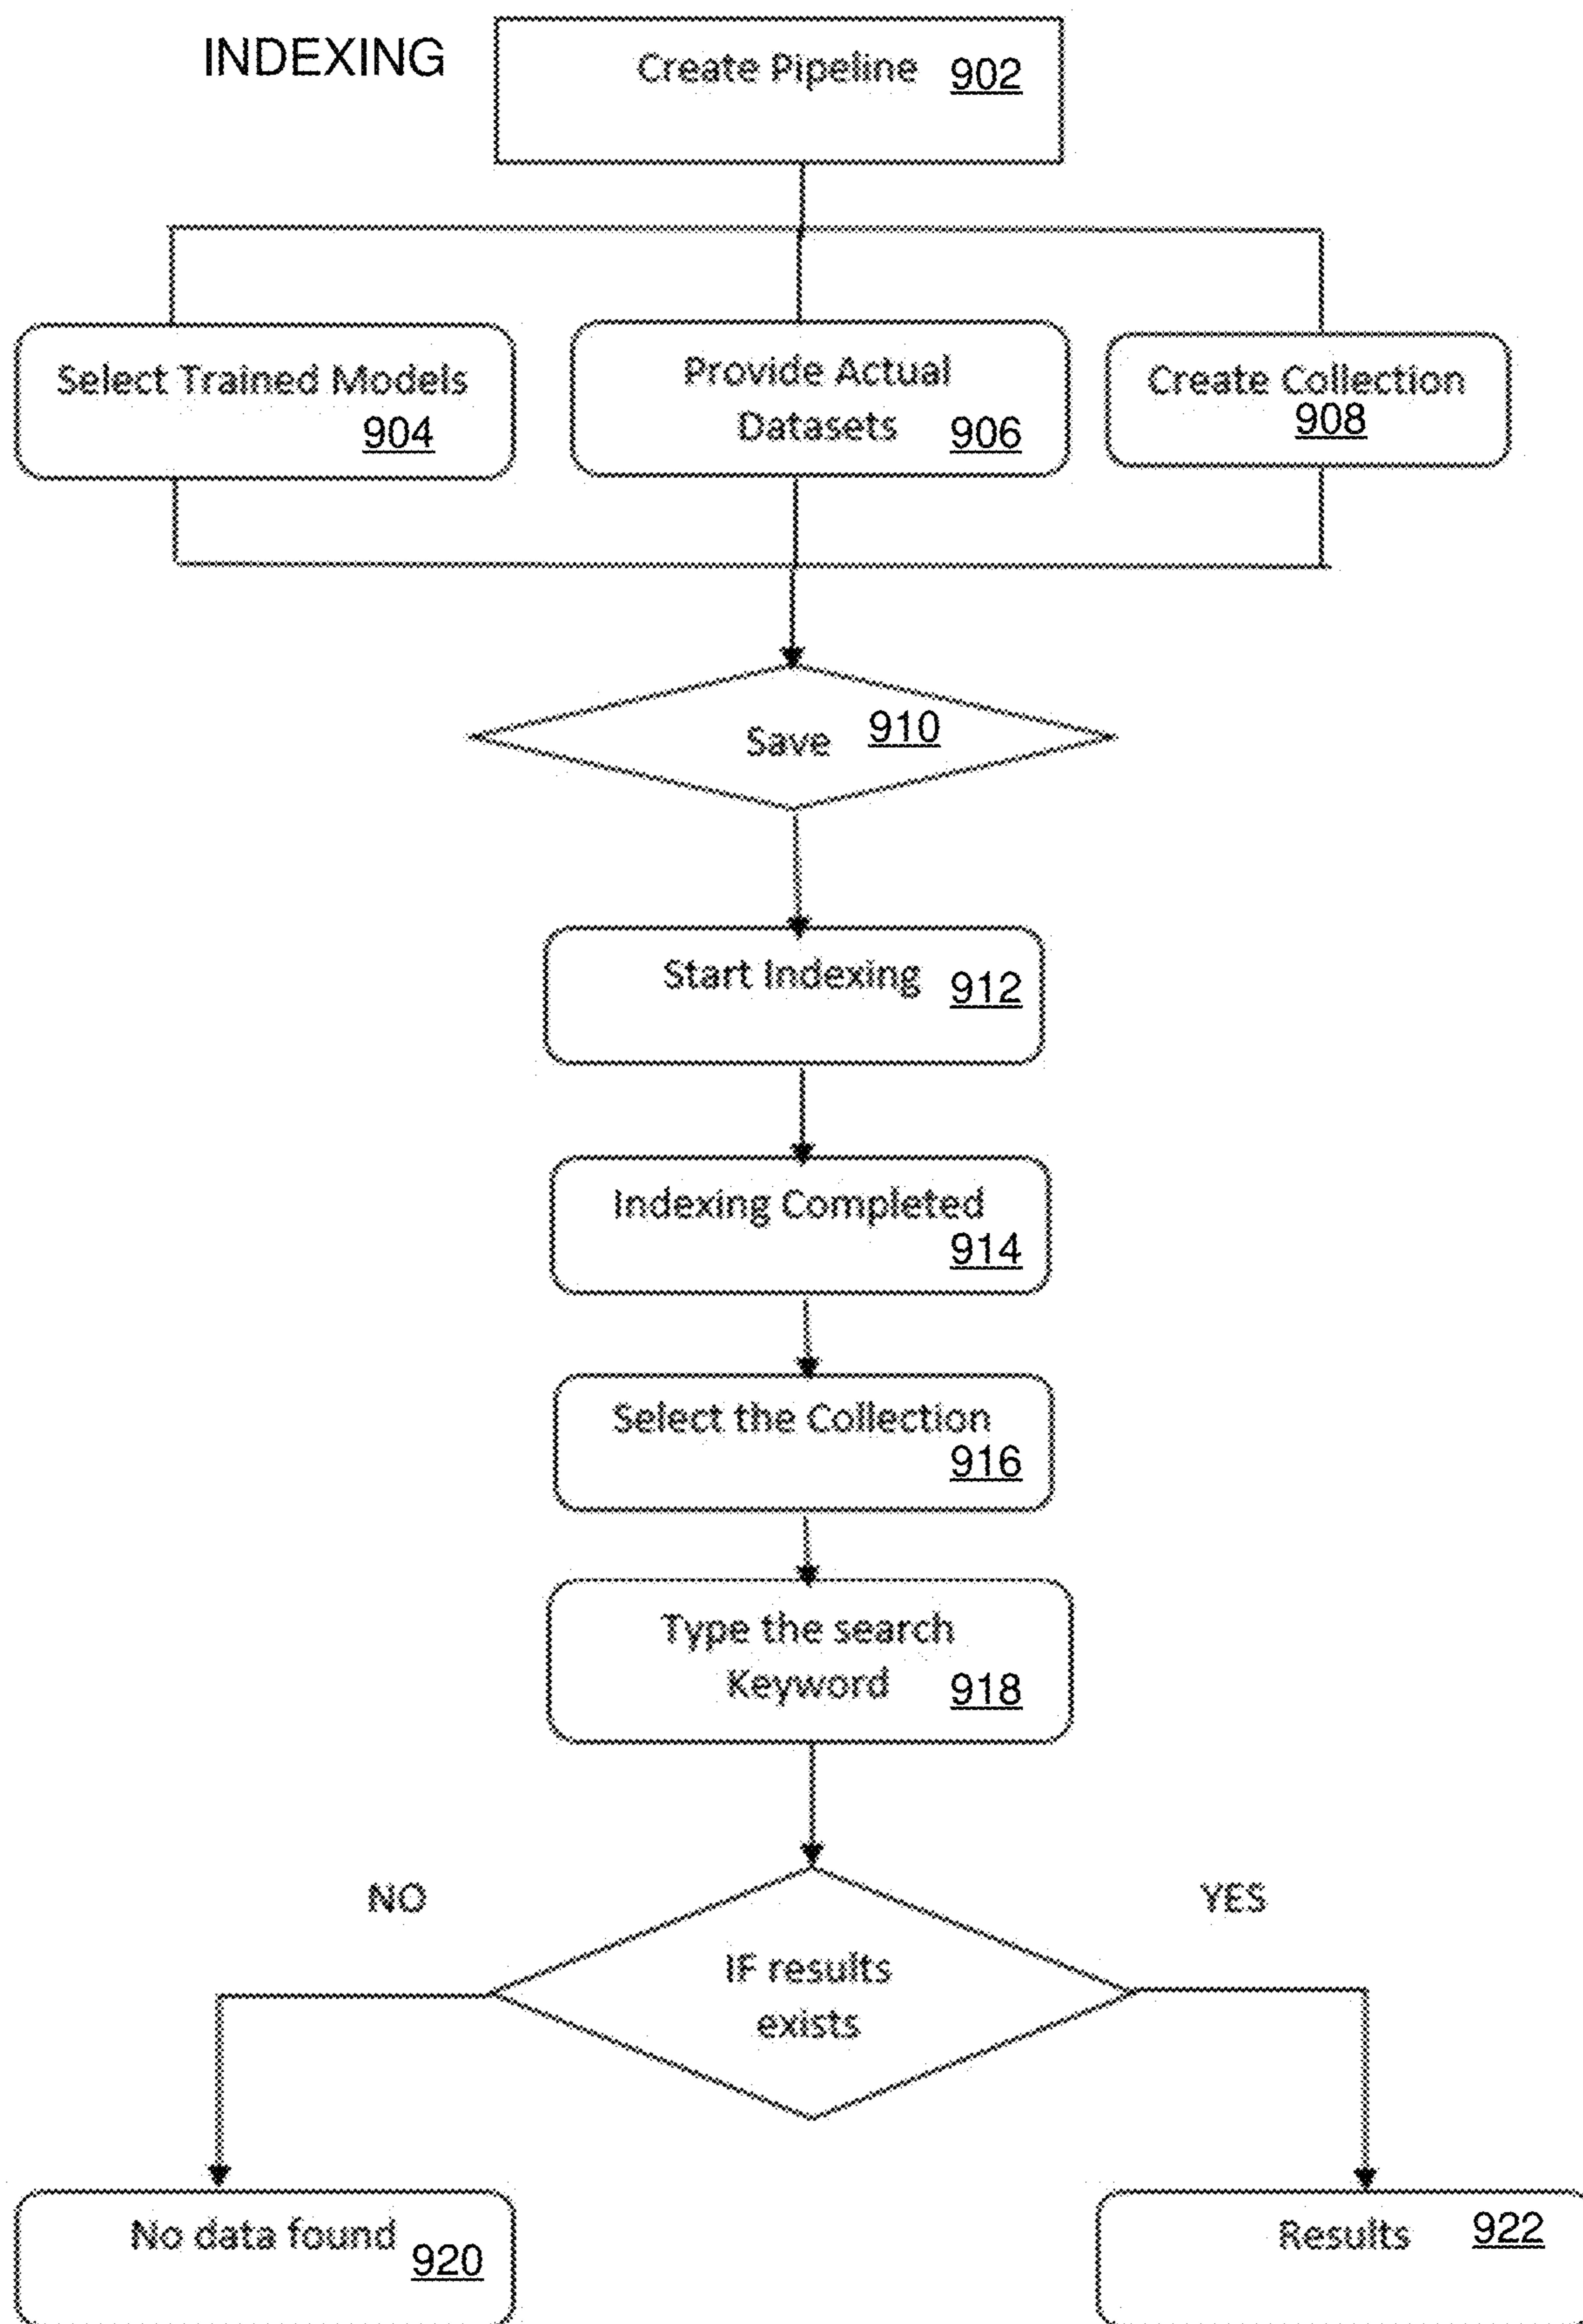 INDEXING
Create Pipeline 902
Select Trained Models
904
Provide Actual
Datasets 906
Create Collection
908
Save 910
Start Indexing 912
Indexing Completed
914
Select the Collection
916
Type the search
Keyword 918
NO
YES
IF results
exists
No data found 920
Results 922